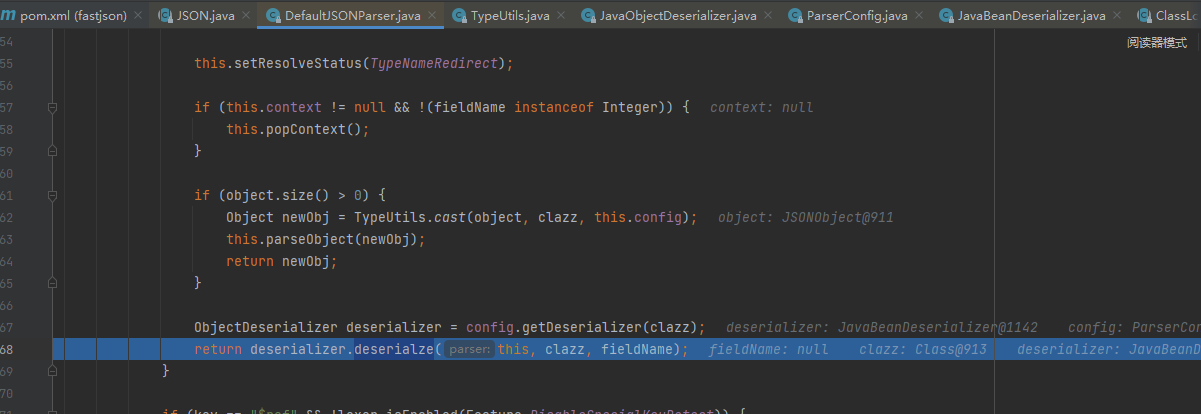 pom.xml (fastjson) JSON.java DefaultJSONParser.java TypeUtils.java JavaObjectDeserializer.java ParserConfig.java JavaBeanDeserializer.java
阅读器模式
54
55 this.setResolveStatus(TypeNameRedirect);
56
57 if (this.context != null && !(fieldName instanceof Integer)) { context: null
58 this.popContext();
59 }
60
61 if (object.size() > 0) {
62 Object newObj = TypeUtils.cast(object, clazz, this.config); object: JSONObject@911
63 this.parseObject(newObj);
64 return newObj;
65 }
66
67 ObjectDeserializer deserializer = config.getDeserializer(clazz); deserializer: JavaBeanDeserializer@1142 config: ParserCon
68 return deserializer.deserialze( parser: this, clazz, fieldName); fieldName: null clazz: Class@913 deserializer: JavaBeanD
69 }
70